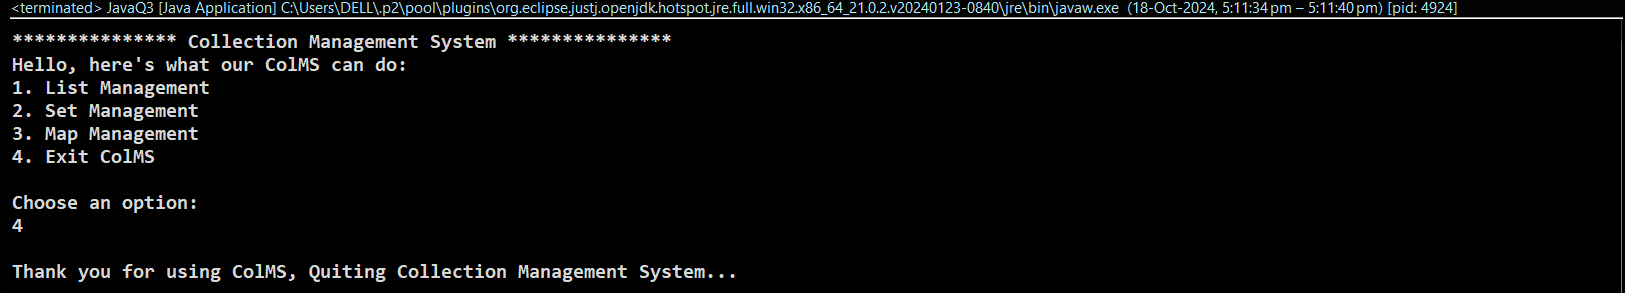 <terminated> JavaQ3 [Java Application] C:\Users\DELL\.p2\pool\plugins\org.eclipse.justj.openjdk.hotspot.jre.full.win32.x86_64_21.0.2.v20240123-0840\jre\bin\javaw.exe (18-Oct-2024, 5:11:34 pm – 5:11:40 pm) [pid: 4924]
*************** Collection Management System ***************
Hello, here's what our ColMS can do:
1. List Management
2. Set Management
3. Map Management
4. Exit ColMS
Choose an option:
4
Thank you for using ColMS, Quiting Collection Management System...